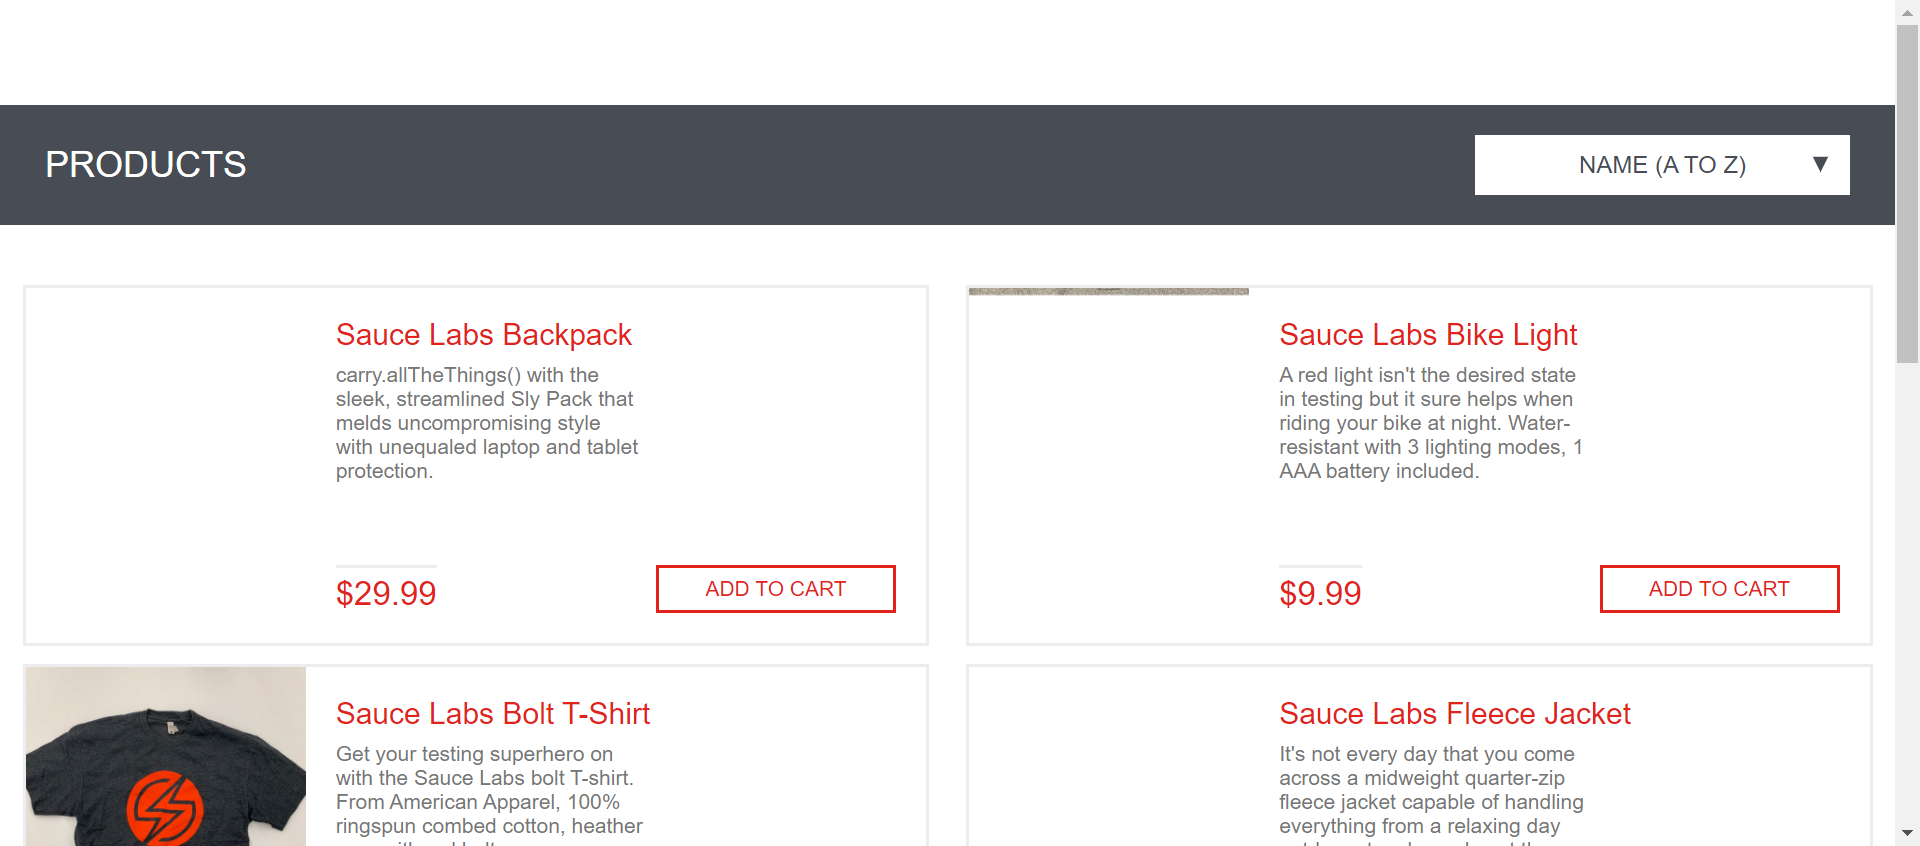 PRODUCTS
NAME (A TO Z)
Sauce Labs Backpack
carry.allTheThings() with the
sleek, streamlined Sly Pack that
melds uncompromising style
with unequaled laptop and tablet
protection.
$29.99
ADD TO CART
Sauce Labs Bike Light
A red light isn't the desired state
in testing but it sure helps when
riding your bike at night. Water-
resistant with 3 lighting modes, 1
AAA battery included.
$9.99
ADD TO CART
Sauce Labs Bolt T-Shirt
Get your testing superhero on
with the Sauce Labs bolt T-shirt.
From American Apparel, 100%
ringspun combed cotton, heather
Sauce Labs Fleece Jacket
It's not every day that you come
across a midweight quarter-zip
fleece jacket capable of handling
everything from a relaxing day